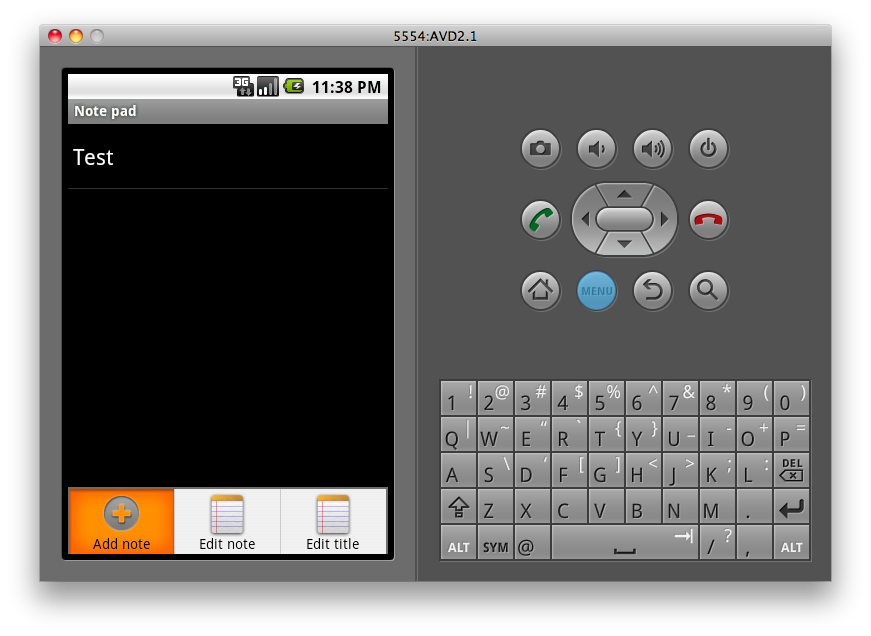 5554:AVD2.1
3G 11:38 PM
Note pad
Test
Add note Edit note Edit title
MENU
1 ! 2 @ 3 # 4 $ 5 % 6 ^ 7 & 8 * 9 ( 0 )
Q | W ~ E “ R ` T { Y } U _ I - O + P =
A S \ D ‘ F [ G ] H < J > K ; L : DEL
Z X C V B N M .
ALT SYM @ / ? , ALT